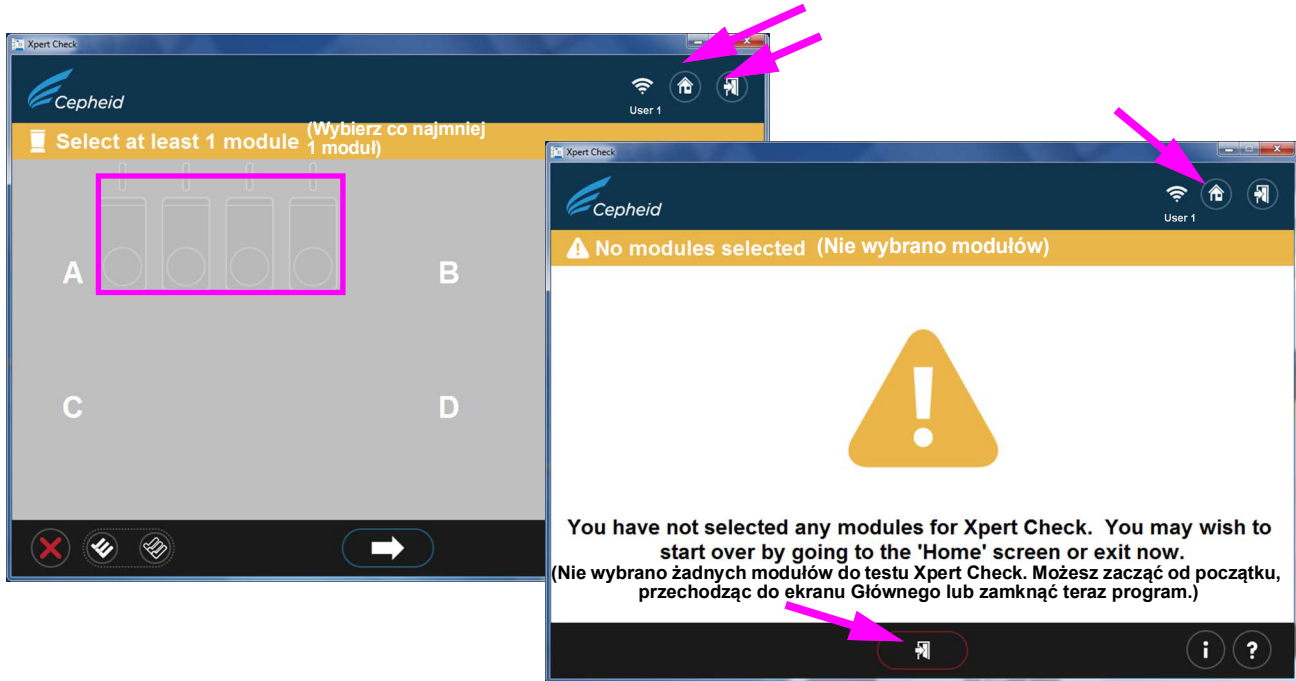 Xpert Check
Cepheid
User 1
Select at least 1 module (Wybierz co najmniej
1 moduł)
A
B
C
D
Xpert Check
Cepheid
User 1
No modules selected (Nie wybrano modułów)
You have not selected any modules for Xpert Check. You may wish to
start over by going to the 'Home' screen or exit now.
(Nie wybrano żadnych modułów do testu Xpert Check. Możesz zacząć od początku,
przechodząc do ekranu Głównego lub zamknąć teraz program.)
i ?